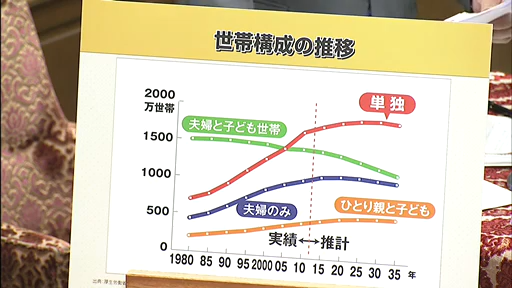 世帯構成の推移
2000
万世帯
1500
1000
500
0
単独
夫婦と子ども世帯
夫婦のみ
ひとり親と子ども
実績↔推計
1980 85 90 95 2000 05 10 15 20 25 30 35 年